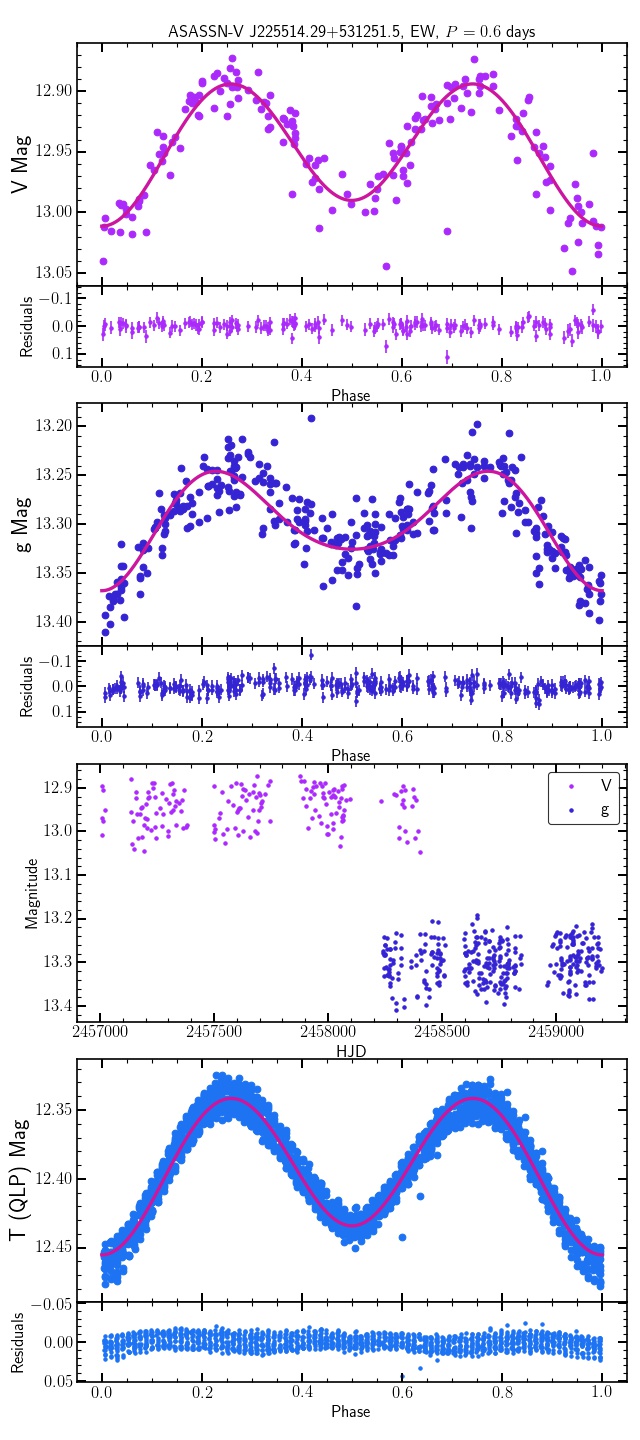 ASASSN-V J225514.29+531251.5, EW, P = 0.6 days
V Mag
12.90
12.95
13.00
13.05
Residuals
−0.1
0.0
0.1
0.0 0.2 0.4 0.6 0.8 1.0
Phase
g Mag
13.20
13.25
13.30
13.35
13.40
Residuals
−0.1
0.0
0.1
0.0 0.2 0.4 0.6 0.8 1.0
Phase
Magnitude
12.9
13.0
13.1
13.2
13.3
13.4
V
g
2457000 2457500 2458000 2458500 2459000
HJD
T (QLP) Mag
12.35
12.40
12.45
Residuals
−0.05
0.00
0.05
0.0 0.2 0.4 0.6 0.8 1.0
Phase